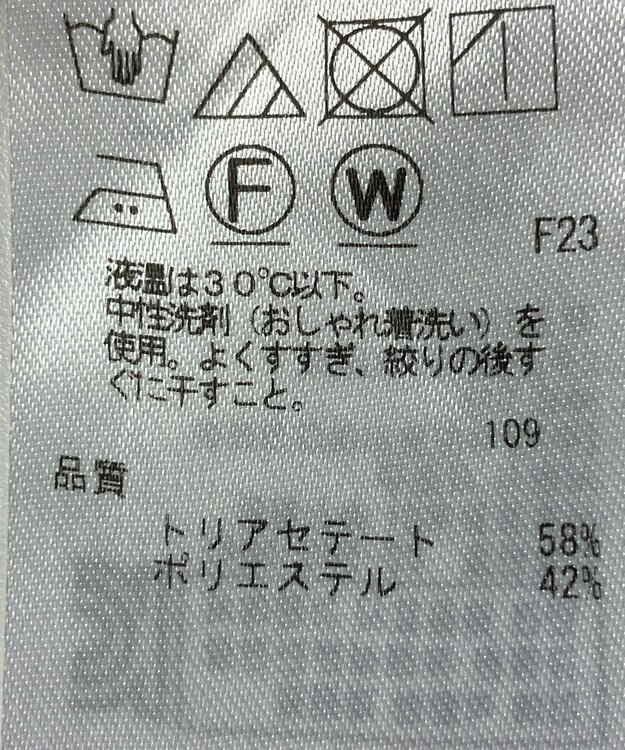 F W
F23
液温は30℃以下。
中性洗剤(おしゃれ着洗い)を
使用。よくすすぎ、絞りの後す
ぐに干すこと。
109
品質
トリアセテート 58%
ポリエステル 42%